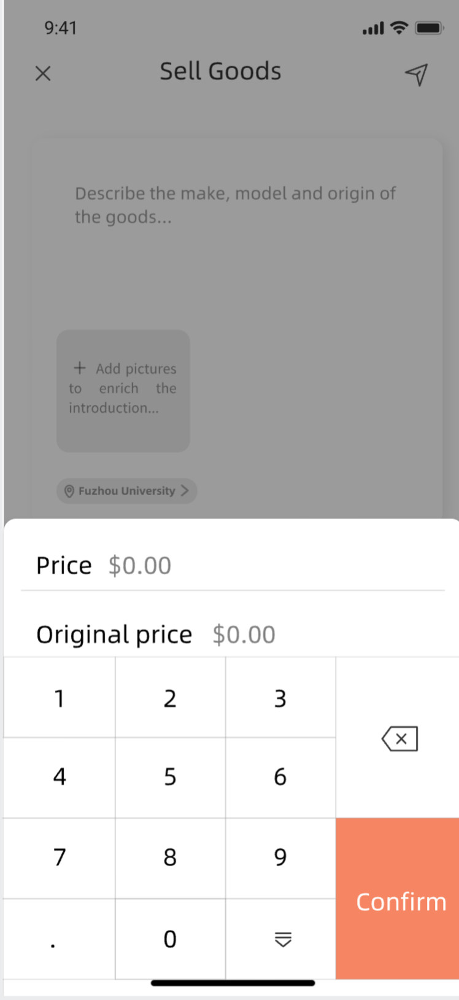 9:41
Sell Goods
Describe the make, model and origin of
the goods...
+ Add pictures
to enrich the
introduction...
Fuzhou University
Price $0.00
Original price $0.00
1 2 3
4 5 6
7 8 9
Confirm
. 0